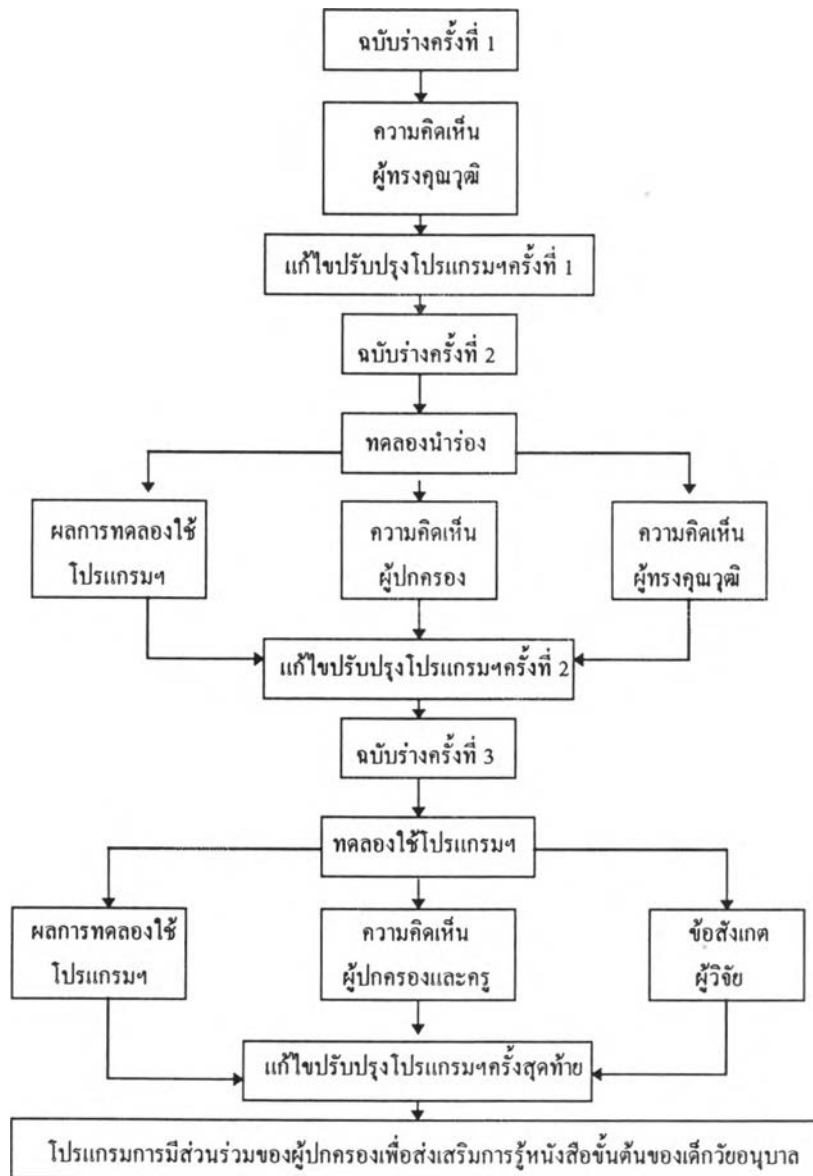 ฉบับร่างครั้งที่ 1
ความคิดเห็น
ผู้ทรงคุณวุฒิ
แก้ไขปรับปรุงโปรแกรมฯครั้งที่ 1
ฉบับร่างครั้งที่ 2
ทดลองนำร่อง
ผลการทดลองใช้
โปรแกรมฯ
ความคิดเห็น
ผู้ปกครอง
ความคิดเห็น
ผู้ทรงคุณวุฒิ
แก้ไขปรับปรุงโปรแกรมฯครั้งที่ 2
ฉบับร่างครั้งที่ 3
ทดลองใช้โปรแกรมฯ
ผลการทดลองใช้
โปรแกรมฯ
ความคิดเห็น
ผู้ปกครองและครู
ข้อสังเกต
ผู้วิจัย
แก้ไขปรับปรุงโปรแกรมฯครั้งสุดท้าย
โปรแกรมการมีส่วนร่วมของผู้ปกครองเพื่อส่งเสริมการรู้หนังสือขั้นต้นของเด็กวัยอนุบาล